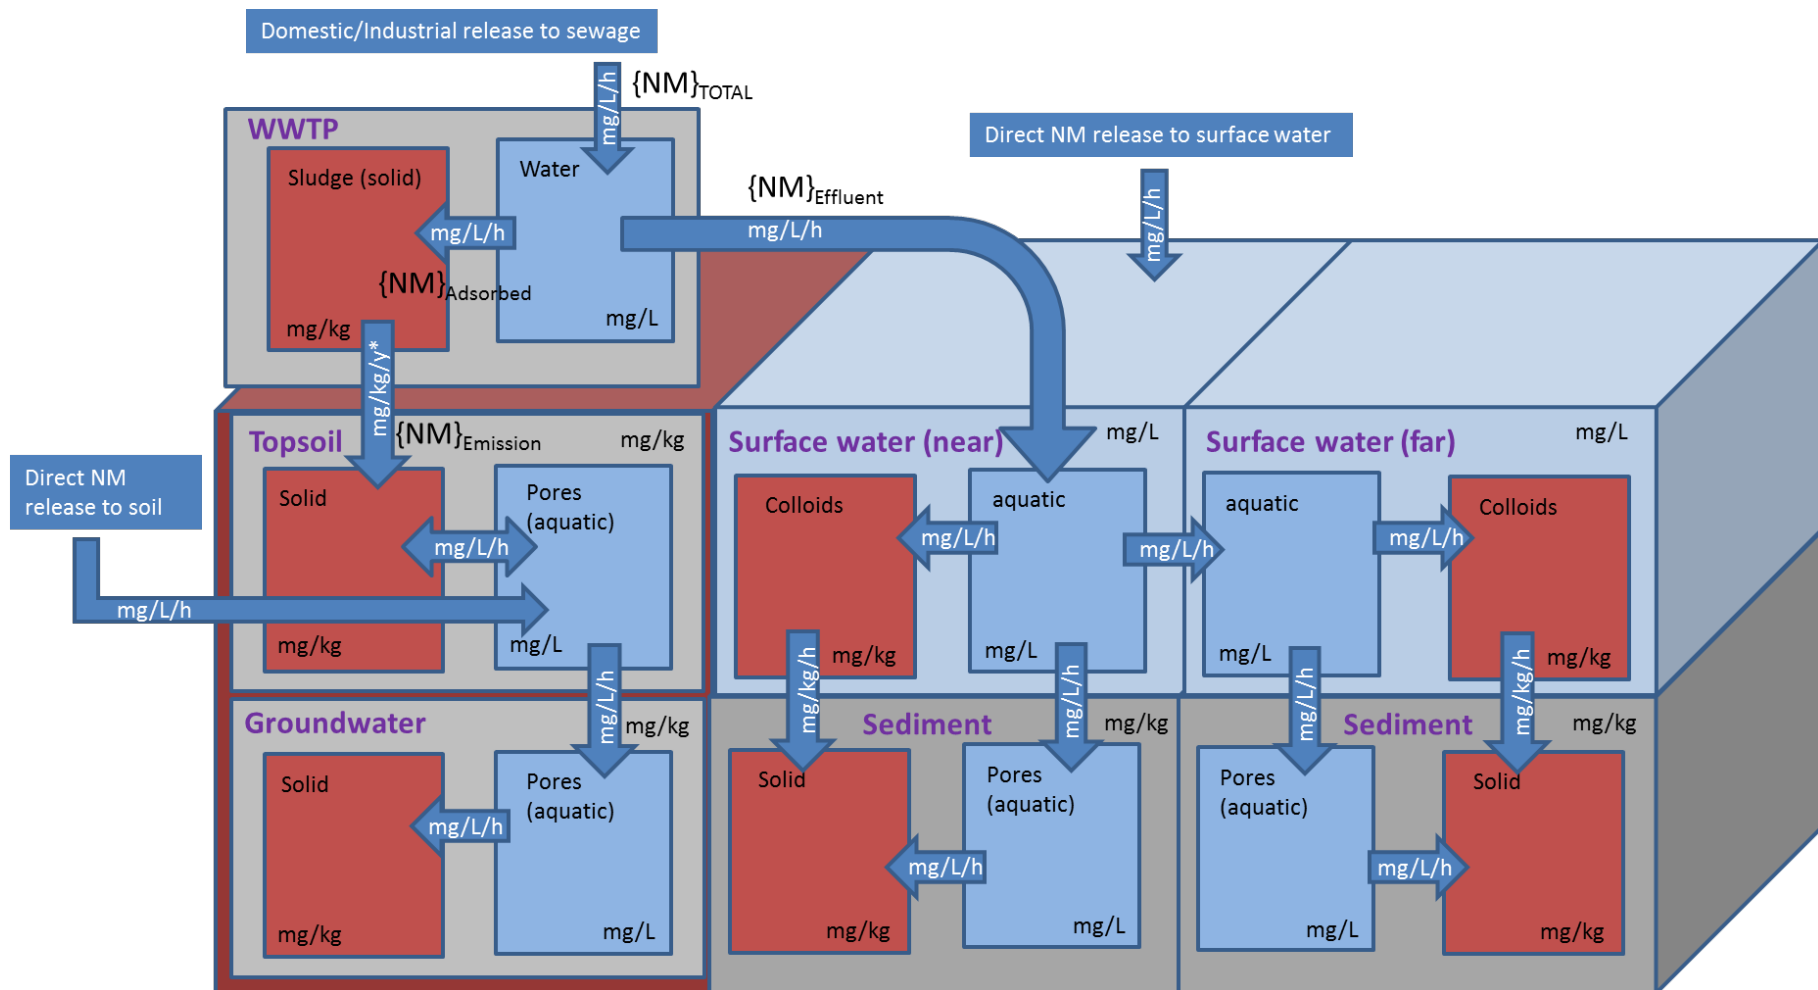 Domestic/Industrial release to sewage
mg/L/h
{NM}TOTAL
WWTP
Sludge (solid)
Water
mg/L/h
{NM}Adsorbed
mg/kg
mg/L
{NM}Effluent
mg/L/h
Direct NM release to surface water
mg/L/h
mg/kg/y*
Topsoil
{NM}Emission
mg/kg
Direct NM
release to soil
Solid
Pores
(aquatic)
mg/L/h
mg/L/h
mg/kg
mg/L
mg/L/h
Surface water (near)
mg/L
Colloids
aquatic
mg/L/h
mg/L/h
mg/kg
mg/L
mg/kg/h
mg/L/h
Surface water (far)
mg/L
aquatic
Colloids
mg/L/h
mg/L
mg/kg
mg/L/h
mg/kg/h
Groundwater
mg/kg
Solid
Pores
(aquatic)
mg/L/h
mg/kg
mg/L
Sediment
mg/kg
Solid
Pores
(aquatic)
mg/L/h
mg/kg
mg/L
Sediment
mg/kg
Pores
(aquatic)
Solid
mg/L/h
mg/L
mg/kg